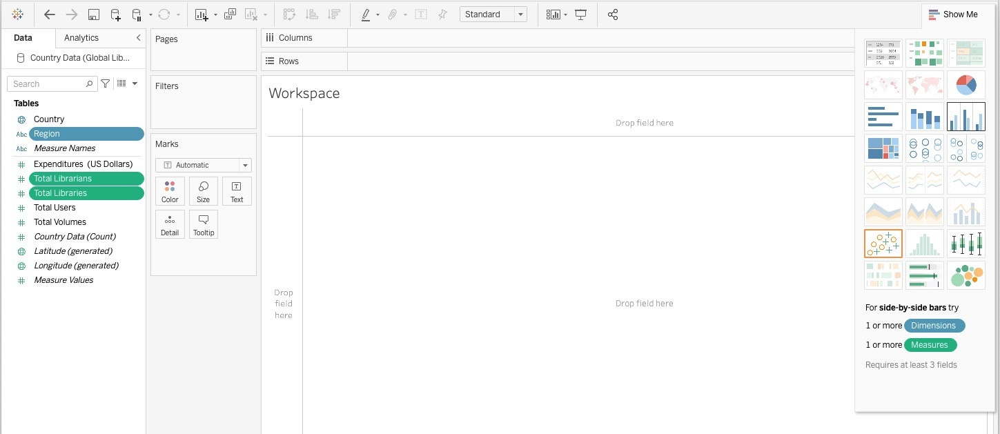 Standard
Show Me
Data
Analytics
Country Data (Global Lib...
Search
Tables
Country
Abc Region
Abc Measure Names
Expenditures (US Dollars)
Total Librarians
Total Libraries
Total Users
Total Volumes
Country Data (Count)
Latitude (generated)
Longitude (generated)
Measure Values
Pages
Filters
Marks
T Automatic
Color
Size
T
Text
Detail
Tooltip
Columns
Rows
Workspace
Drop field here
Drop
field
here
Drop field here
For side-by-side bars try
1 or more Dimensions
1 or more Measures
Requires at least 3 fields